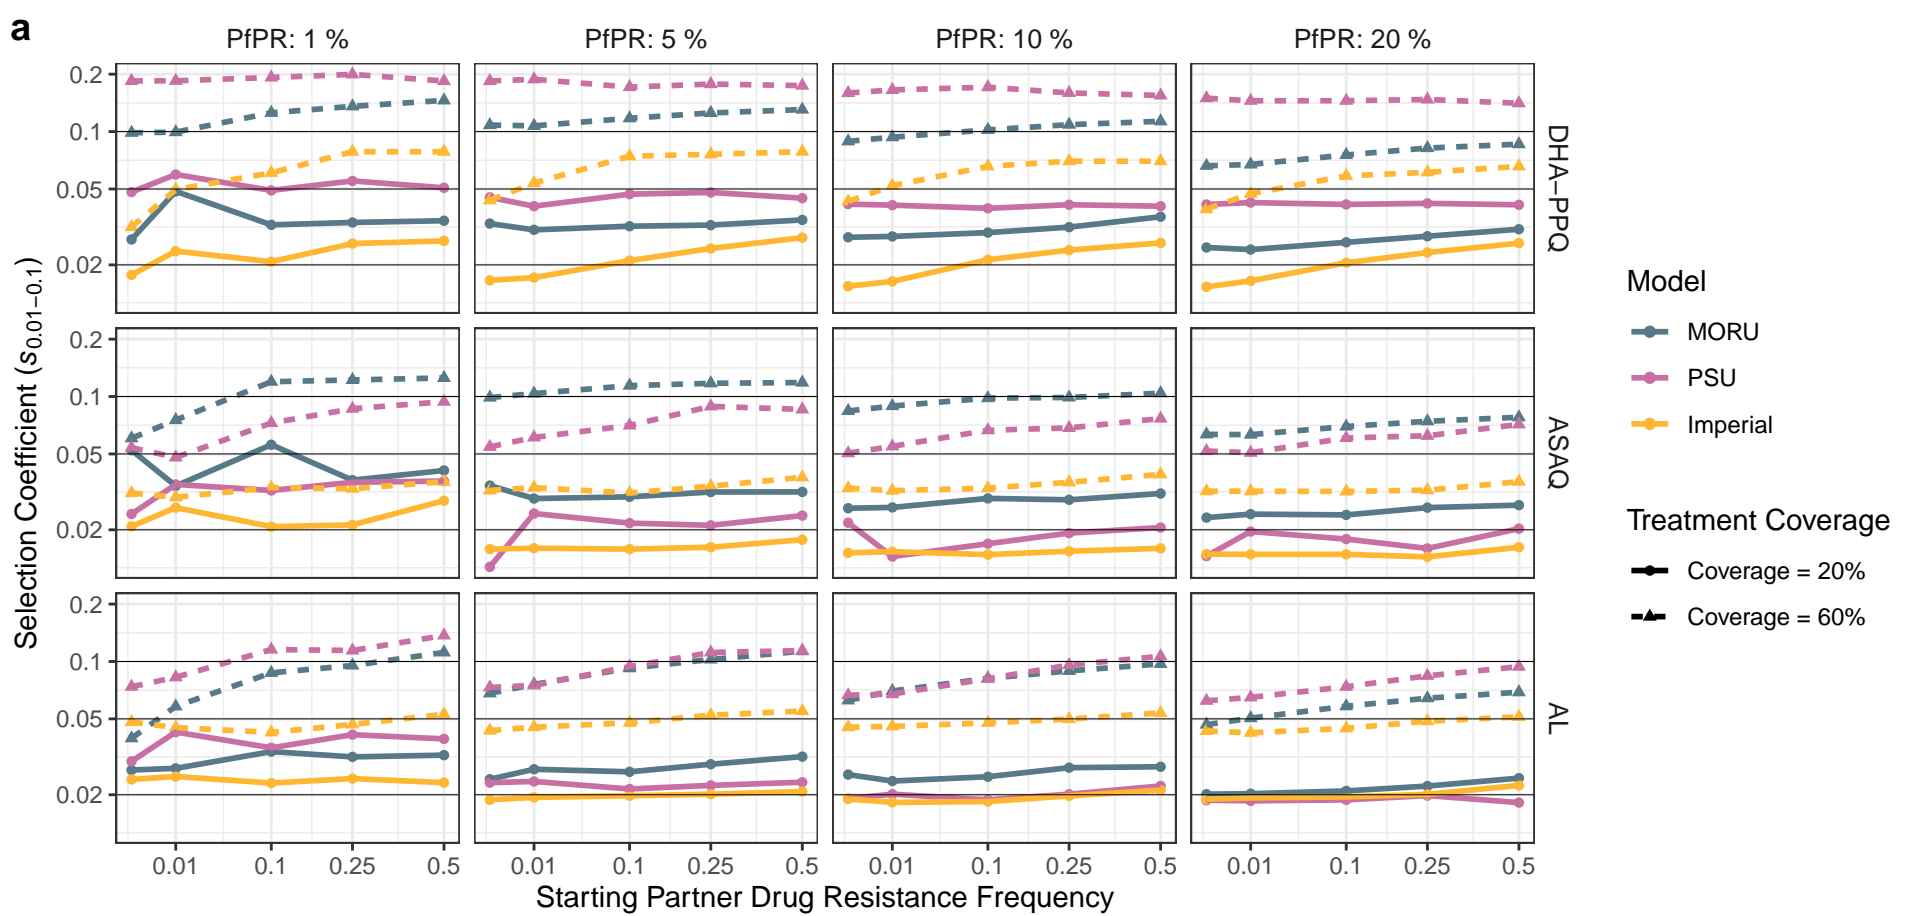 a
PfPR: 1 % PfPR: 5 % PfPR: 10 % PfPR: 20 %
0.2
0.1
0.05
0.02
DHA−PPQ
0.2
0.1
0.05
0.02
ASAQ
0.2
0.1
0.05
0.02
AL
0.01 0.1 0.25 0.5 0.01 0.1 0.25 0.5 0.01 0.1 0.25 0.5 0.01 0.1 0.25 0.5
Starting Partner Drug Resistance Frequency
Selection Coefficient (s0.01−0.1)
Model
MORU
PSU
Imperial
Treatment Coverage
Coverage = 20%
Coverage = 60%